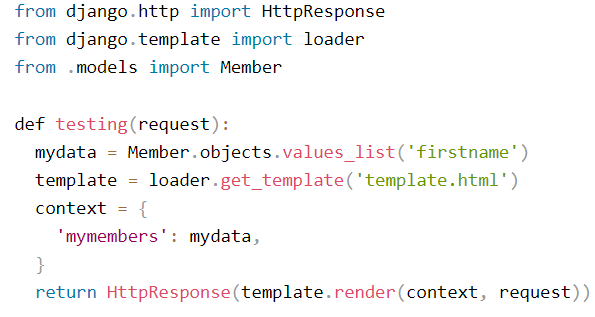 from django.http import HttpResponse
from django.template import loader
from .models import Member

def testing(request):
  mydata = Member.objects.values_list('firstname')
  template = loader.get_template('template.html')
  context = {
    'mymembers': mydata,
  }
  return HttpResponse(template.render(context, request))